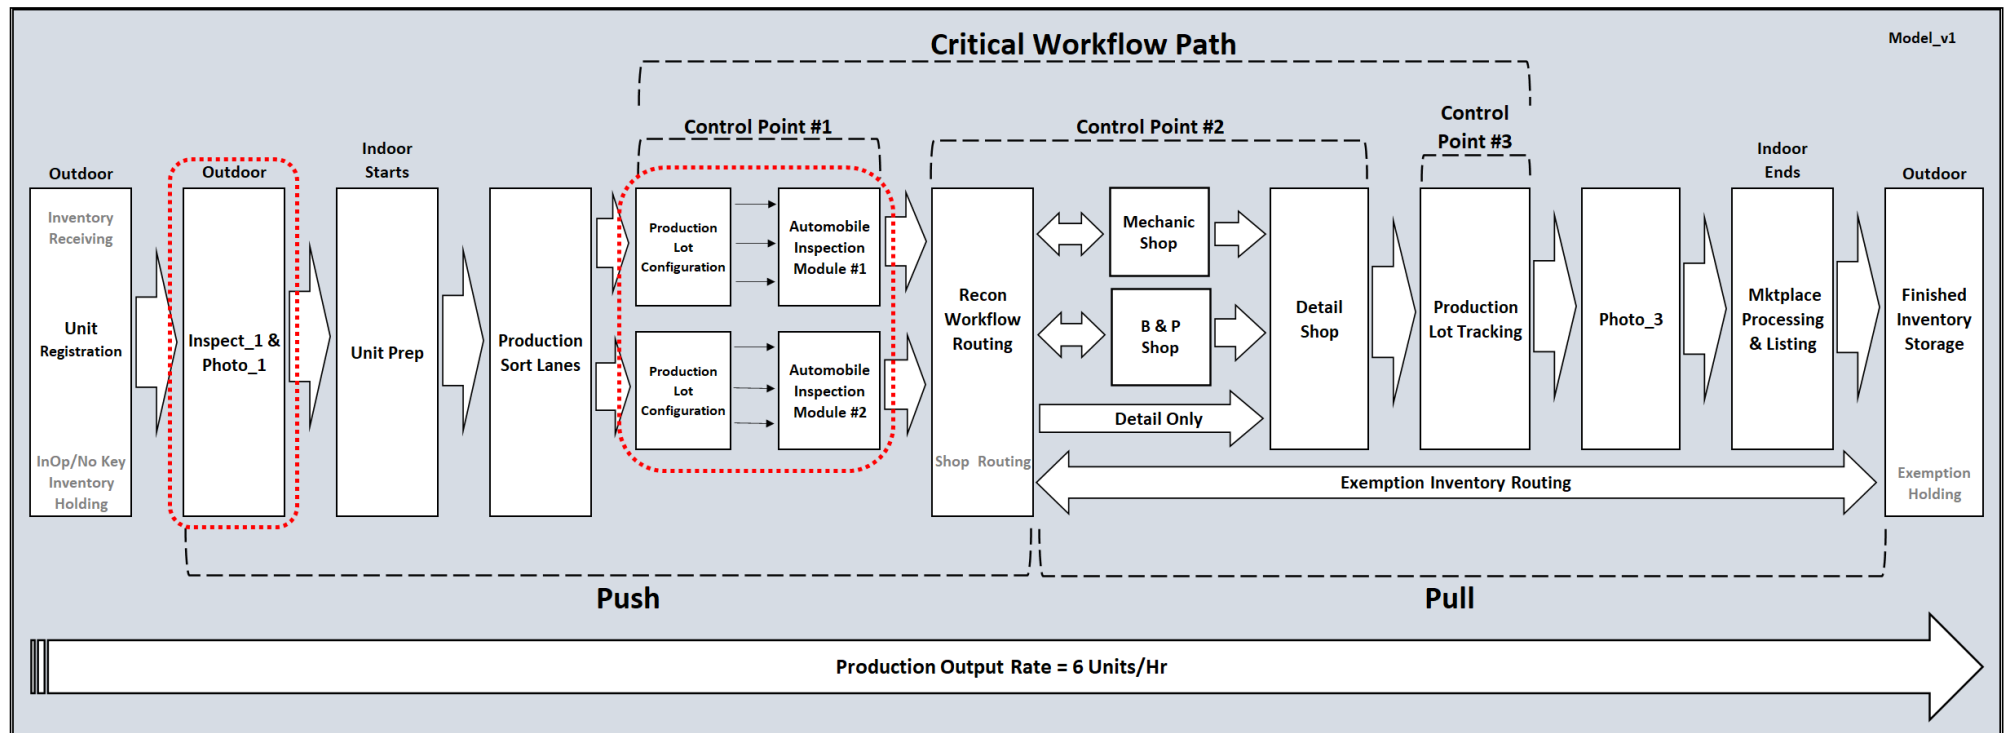 Critical Workflow Path
Model_v1
Control Point #1
Control Point #2
Control
Point #3
Outdoor
Inventory
Receiving
Unit
Registration
InOp/No Key
Inventory
Holding
Outdoor
Inspect_1 &
Photo_1
Indoor
Starts
Unit Prep
Production
Sort Lanes
Production
Lot
Configuration
Automobile
Inspection
Module #1
Production
Lot
Configuration
Automobile
Inspection
Module #2
Recon
Workflow
Routing
Shop Routing
Mechanic
Shop
B & P
Shop
Detail Only
Detail
Shop
Production
Lot Tracking
Photo_3
Indoor
Ends
Mktplace
Processing
& Listing
Outdoor
Finished
Inventory
Storage
Exemption
Holding
Exemption Inventory Routing
Push
Pull
Production Output Rate = 6 Units/Hr